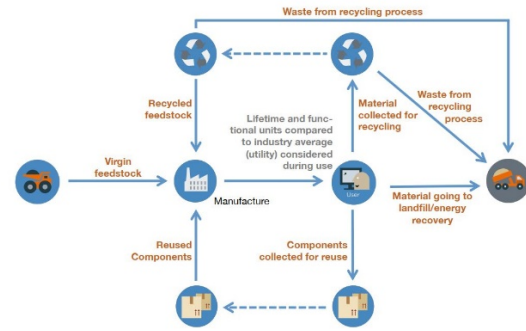 Waste from recycling process
Recycled
feedstock
Lifetime and func-
tional units compared
to industry average
(utility) considered
during use
Material
collected for
recycling
Waste from
recycling
process
Virgin
feedstock
Manufacture
User
Material going to
landfill/energy
recovery
Reused
Components
Components
collected for reuse